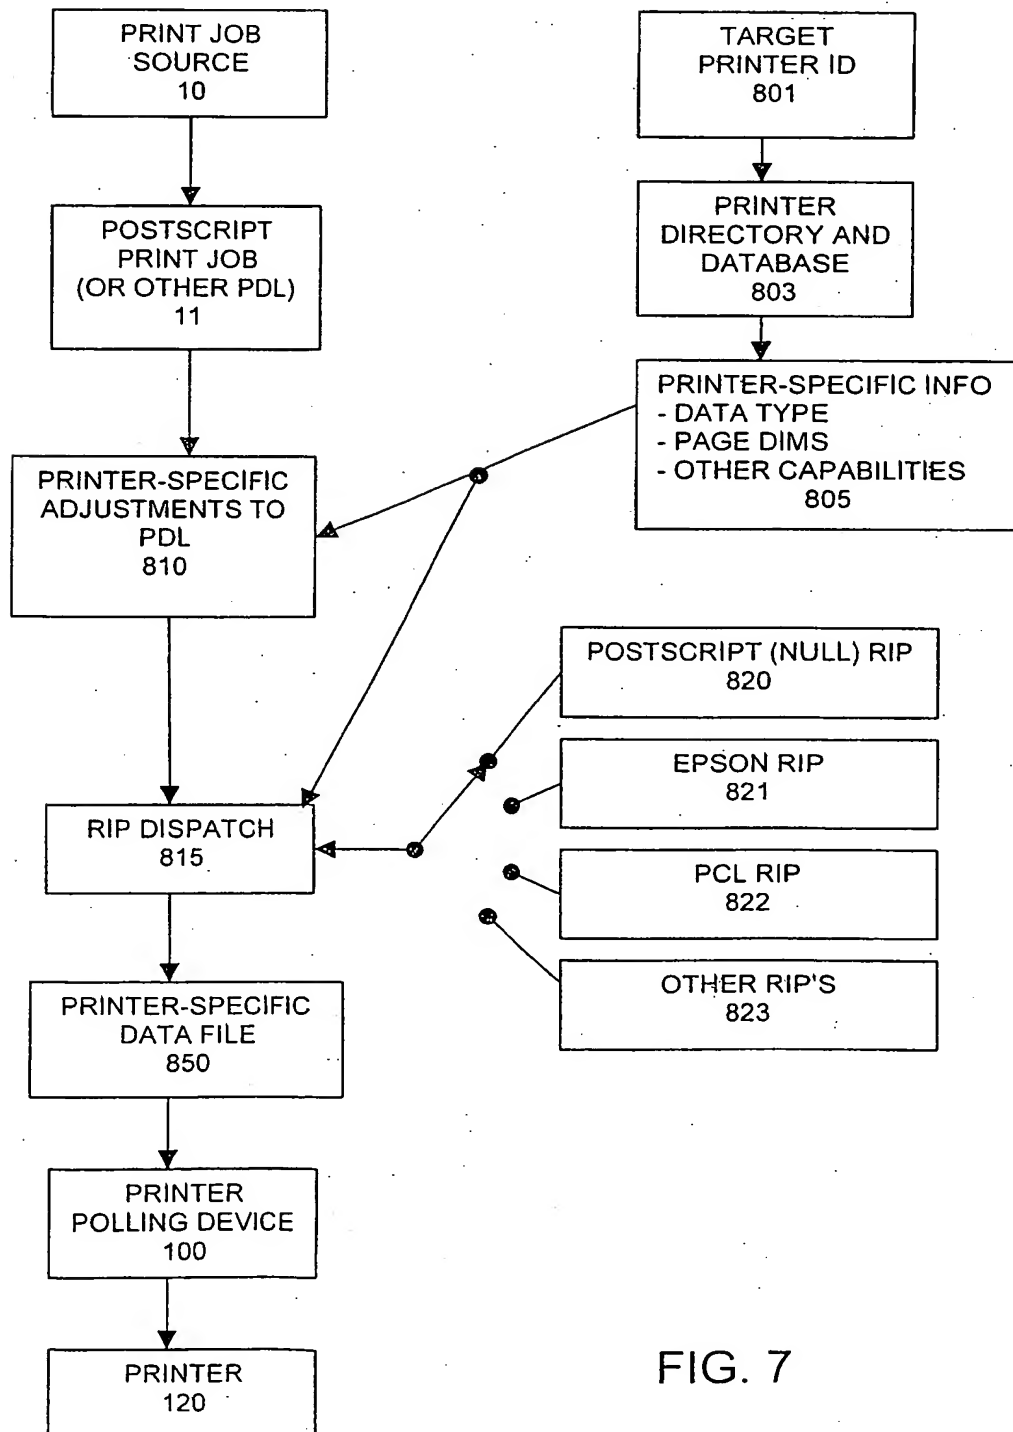 PRINT JOB
SOURCE
10
TARGET
PRINTER ID
801
POSTSCRIPT
PRINT JOB
(OR OTHER PDL)
11
PRINTER
DIRECTORY AND
DATABASE
803
PRINTER-SPECIFIC INFO
- DATA TYPE
- PAGE DIMS
- OTHER CAPABILITIES
805
PRINTER-SPECIFIC
ADJUSTMENTS TO
PDL
810
POSTSCRIPT (NULL) RIP
820
EPSON RIP
821
RIP DISPATCH
815
PCL RIP
822
OTHER RIP'S
823
PRINTER-SPECIFIC
DATA FILE
850
PRINTER
POLLING DEVICE
100
PRINTER
120
FIG. 7